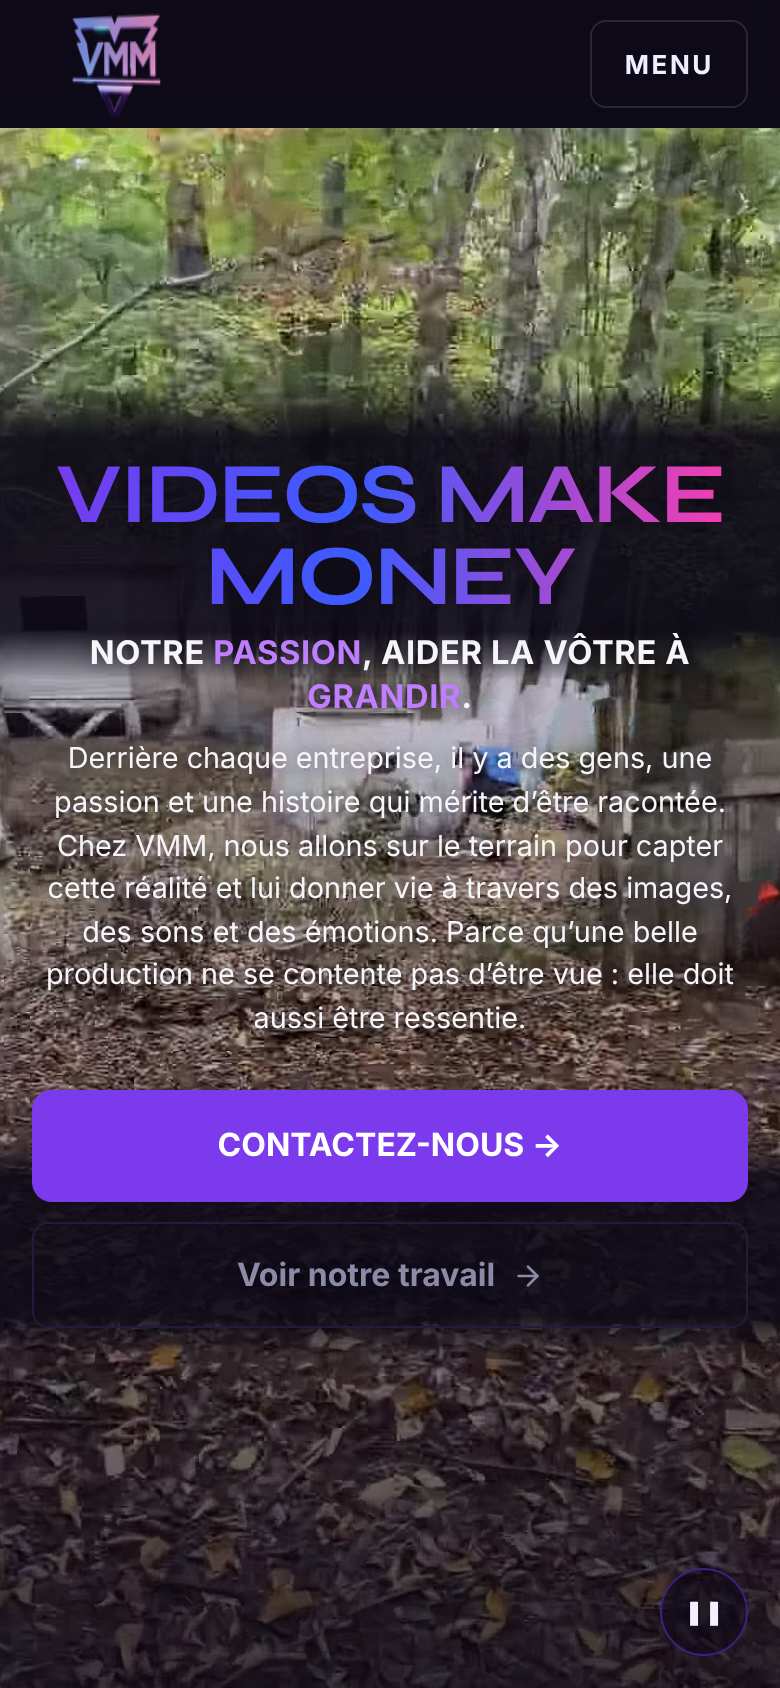 VMM
MENU
VIDEOS MAKE
MONEY
NOTRE PASSION, AIDER LA VÔTRE À
GRANDIR.
Derrière chaque entreprise, il y a des gens, une
passion et une histoire qui mérite d’être racontée.
Chez VMM, nous allons sur le terrain pour capter
cette réalité et lui donner vie à travers des images,
des sons et des émotions. Parce qu’une belle
production ne se contente pas d’être vue : elle doit
aussi être ressentie.
CONTACTEZ-NOUS →
Voir notre travail →